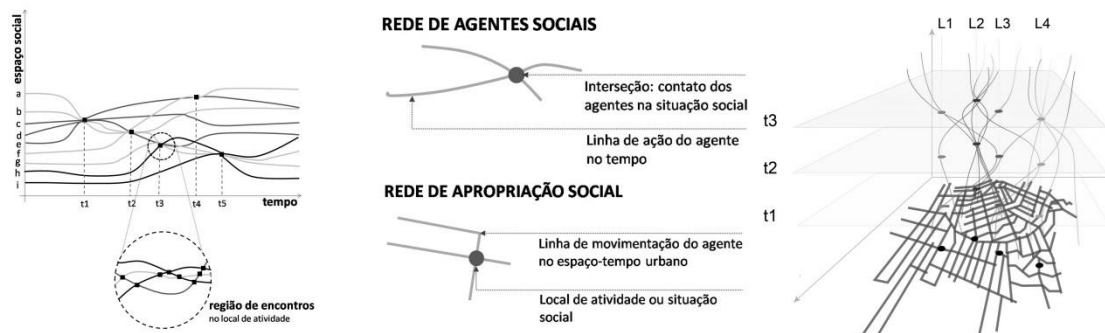 espaço social
a
b
c
d
e
f
g
h
i
t1
t2
t3
t4
t5
tempo
região de encontros
no local de atividade
REDE DE AGENTES SOCIAIS
Interseção: contato dos
agentes na situação social
Linha de ação do agente
no tempo
REDE DE APROPRIAÇÃO SOCIAL
Linha de movimentação do agente
no espaço-tempo urbano
Local de atividade ou situação
social
L1 L2 L3 L4
t3
t2
t1